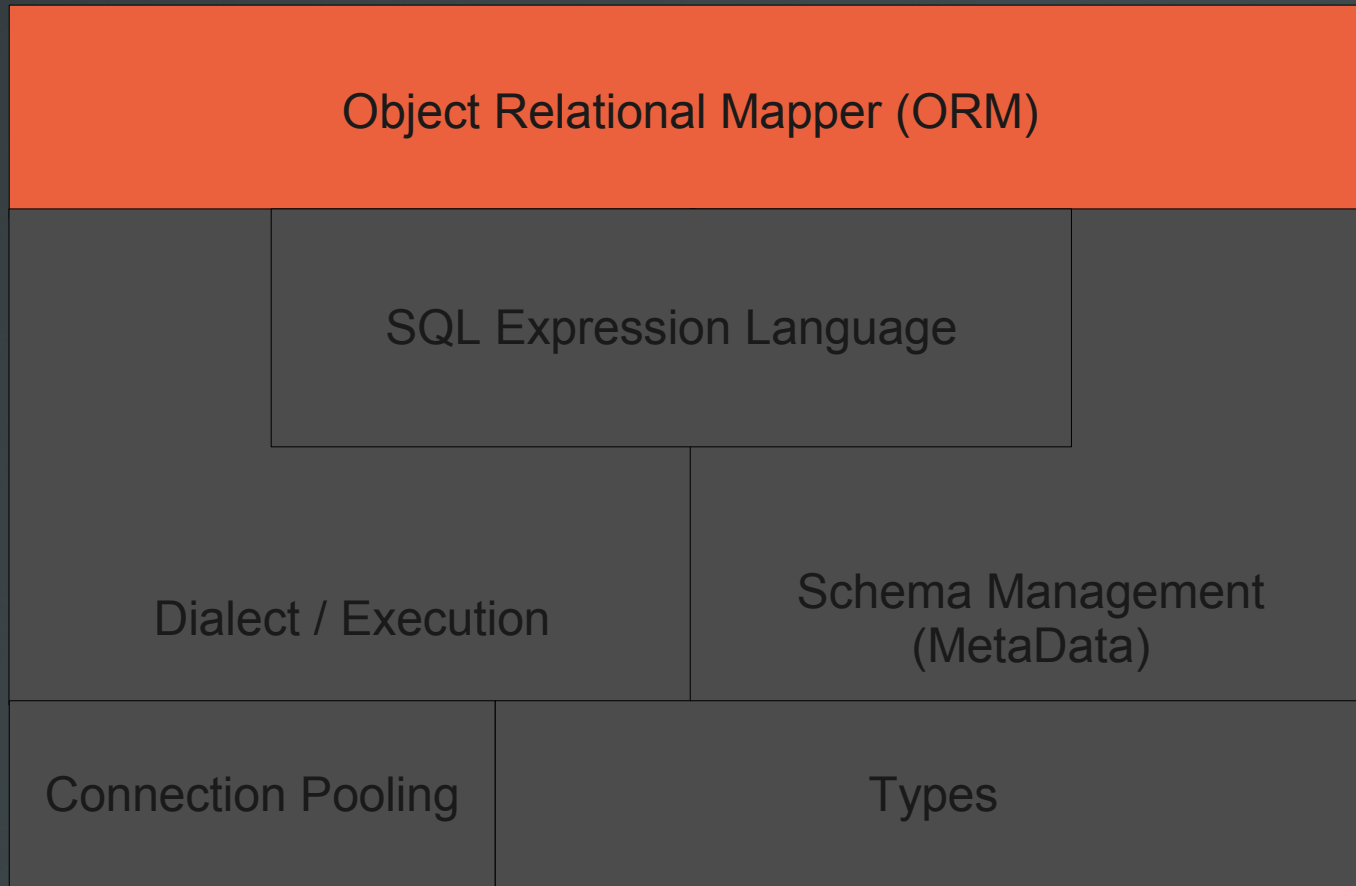 Object Relational Mapper (ORM)
SQL Expression Language
Dialect / Execution
Schema Management
(MetaData)
Connection Pooling
Types